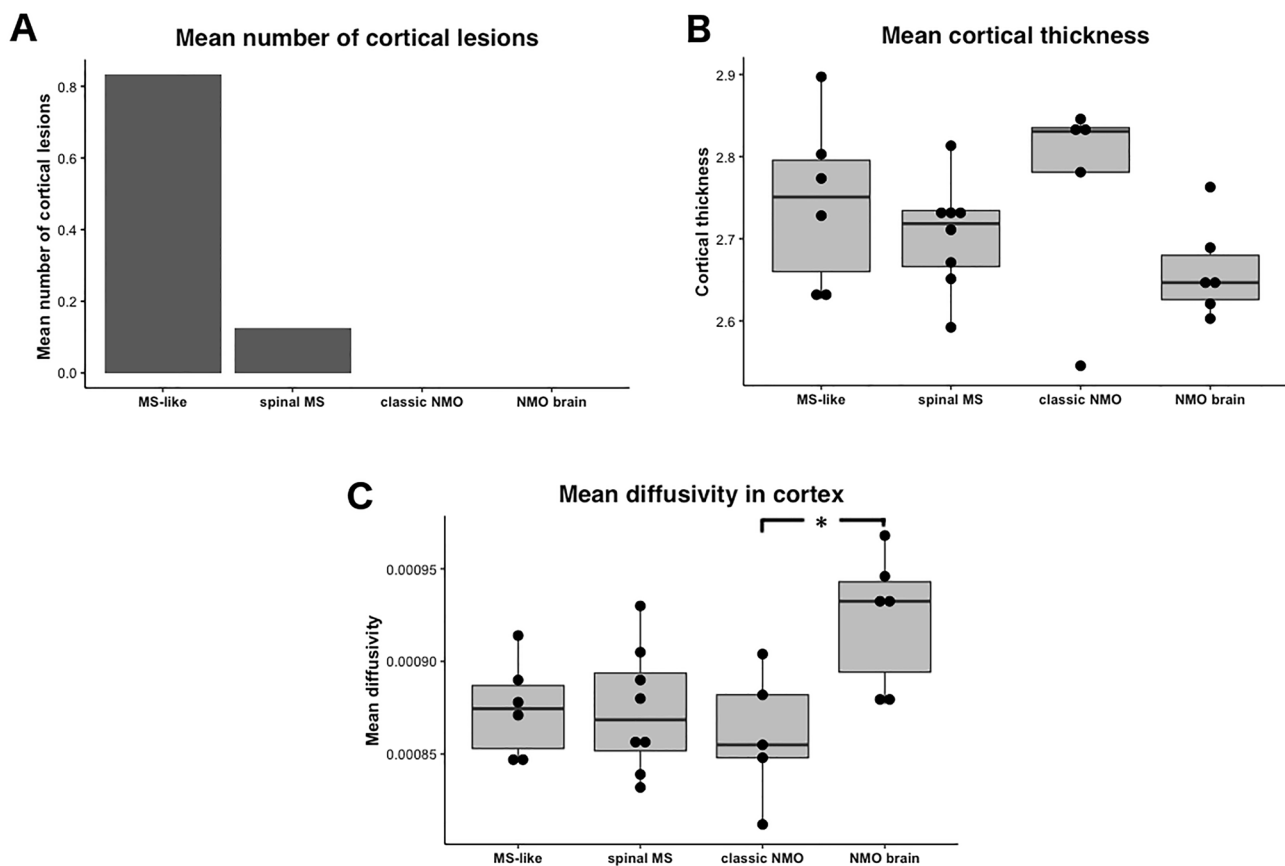 A
Mean number of cortical lesions
Mean number of cortical lesions
0.8
0.6
0.4
0.2
0.0
MS-like spinal MS classic NMO NMO brain
B
Mean cortical thickness
Cortical thickness
2.9
2.8
2.7
2.6
MS-like spinal MS classic NMO NMO brain
C
Mean diffusivity in cortex
*
Mean diffusivity
0.00095
0.00090
0.00085
MS-like spinal MS classic NMO NMO brain